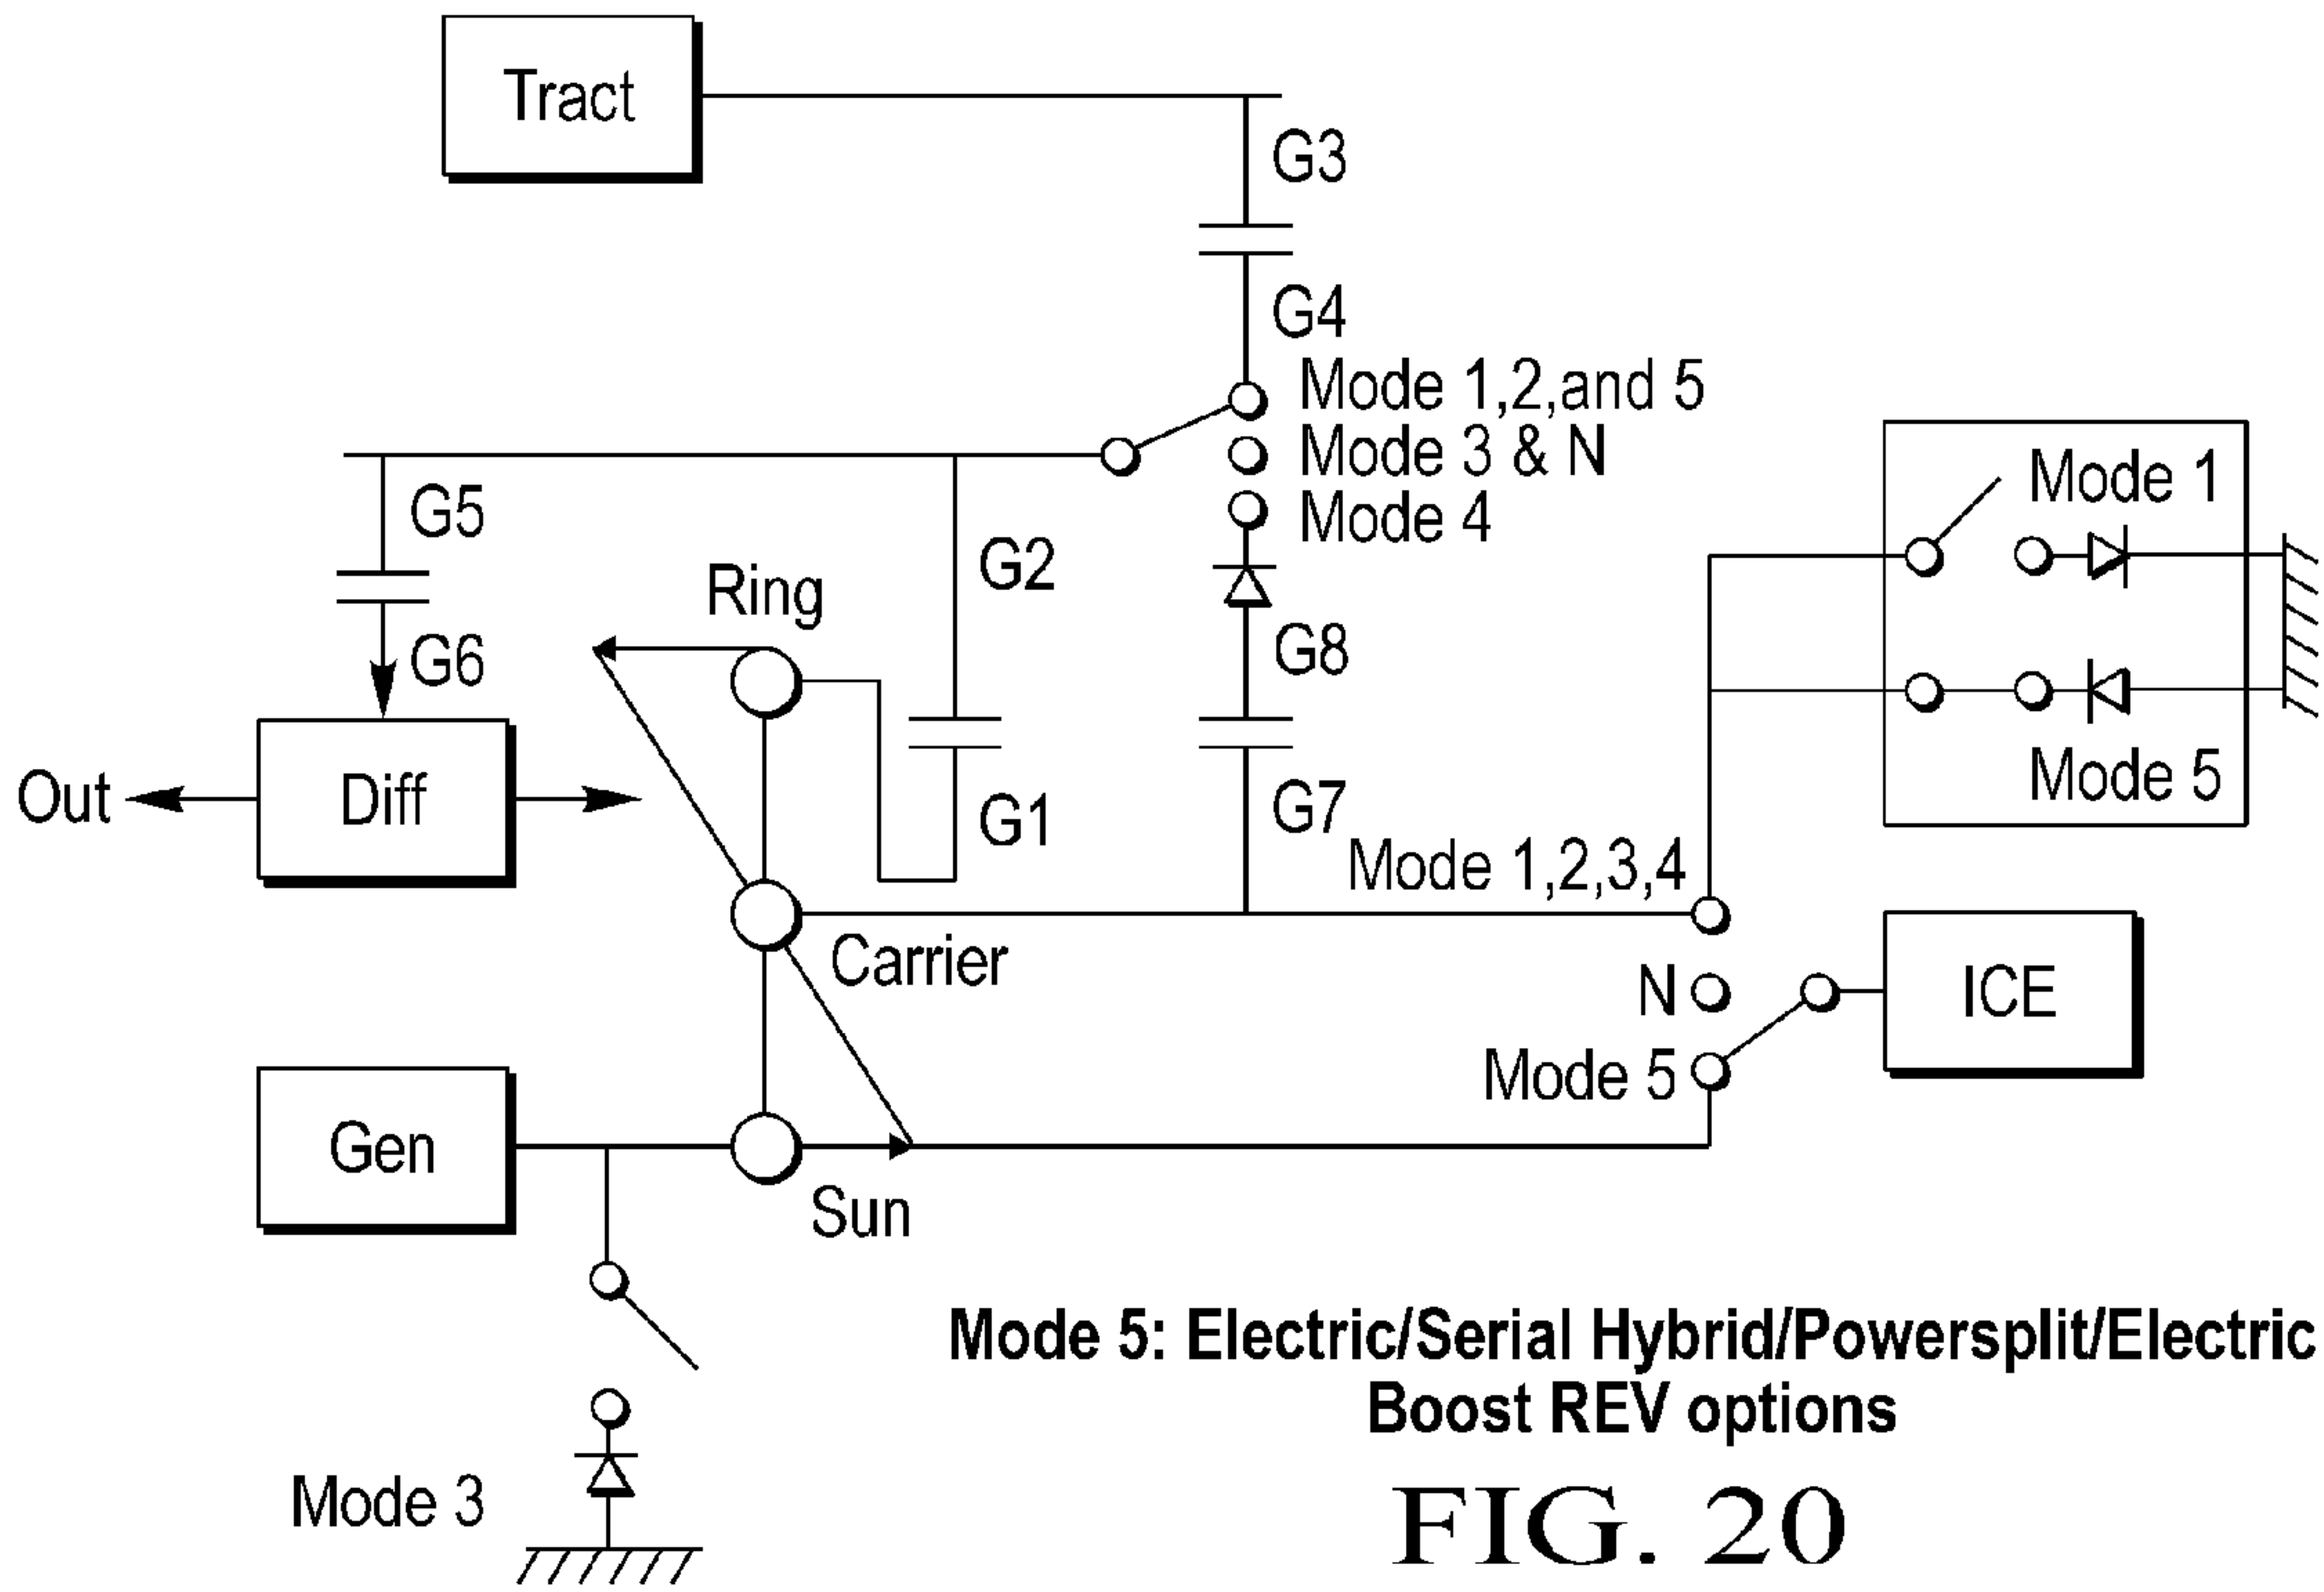 Tract
G3
G4
Mode 1,2,and 5
Mode 3 & N
Mode 4
Mode 1
G5
G2
Ring
G6
G8
Mode 5
Out
Diff
G1
G7
Mode 1,2,3,4
Carrier
N
ICE
Mode 5
Gen
Sun
Mode 3
Mode 5: Electric/Serial Hybrid/Powersplit/Electric
Boost REV options
FIG. 20